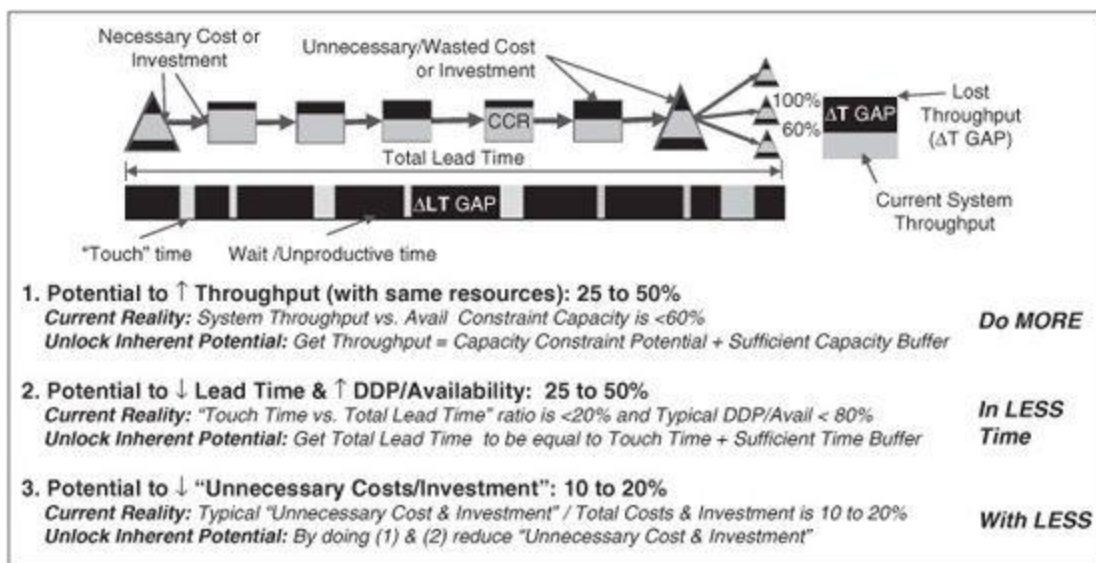 Necessary Cost or
Investment
Unnecessary/Wasted Cost
or Investment
CCR
100%
60%
ΔT GAP
Lost
Throughput
(ΔT GAP)
Total Lead Time
Current System
Throughput
ΔLT GAP
"Touch" time
Wait /Unproductive time
1. Potential to ↑ Throughput (with same resources): 25 to 50%
Current Reality: System Throughput vs. Avail Constraint Capacity is <60%
Unlock Inherent Potential: Get Throughput = Capacity Constraint Potential + Sufficient Capacity Buffer
Do MORE
2. Potential to ↓ Lead Time & ↑ DDP/Availability: 25 to 50%
Current Reality: "Touch Time vs. Total Lead Time" ratio is <20% and Typical DDP/Avail < 80%
Unlock Inherent Potential: Get Total Lead Time to be equal to Touch Time + Sufficient Time Buffer
In LESS
Time
3. Potential to ↓ "Unnecessary Costs/Investment": 10 to 20%
Current Reality: Typical "Unnecessary Cost & Investment" / Total Costs & Investment is 10 to 20%
Unlock Inherent Potential: By doing (1) & (2) reduce "Unnecessary Cost & Investment"
With LESS